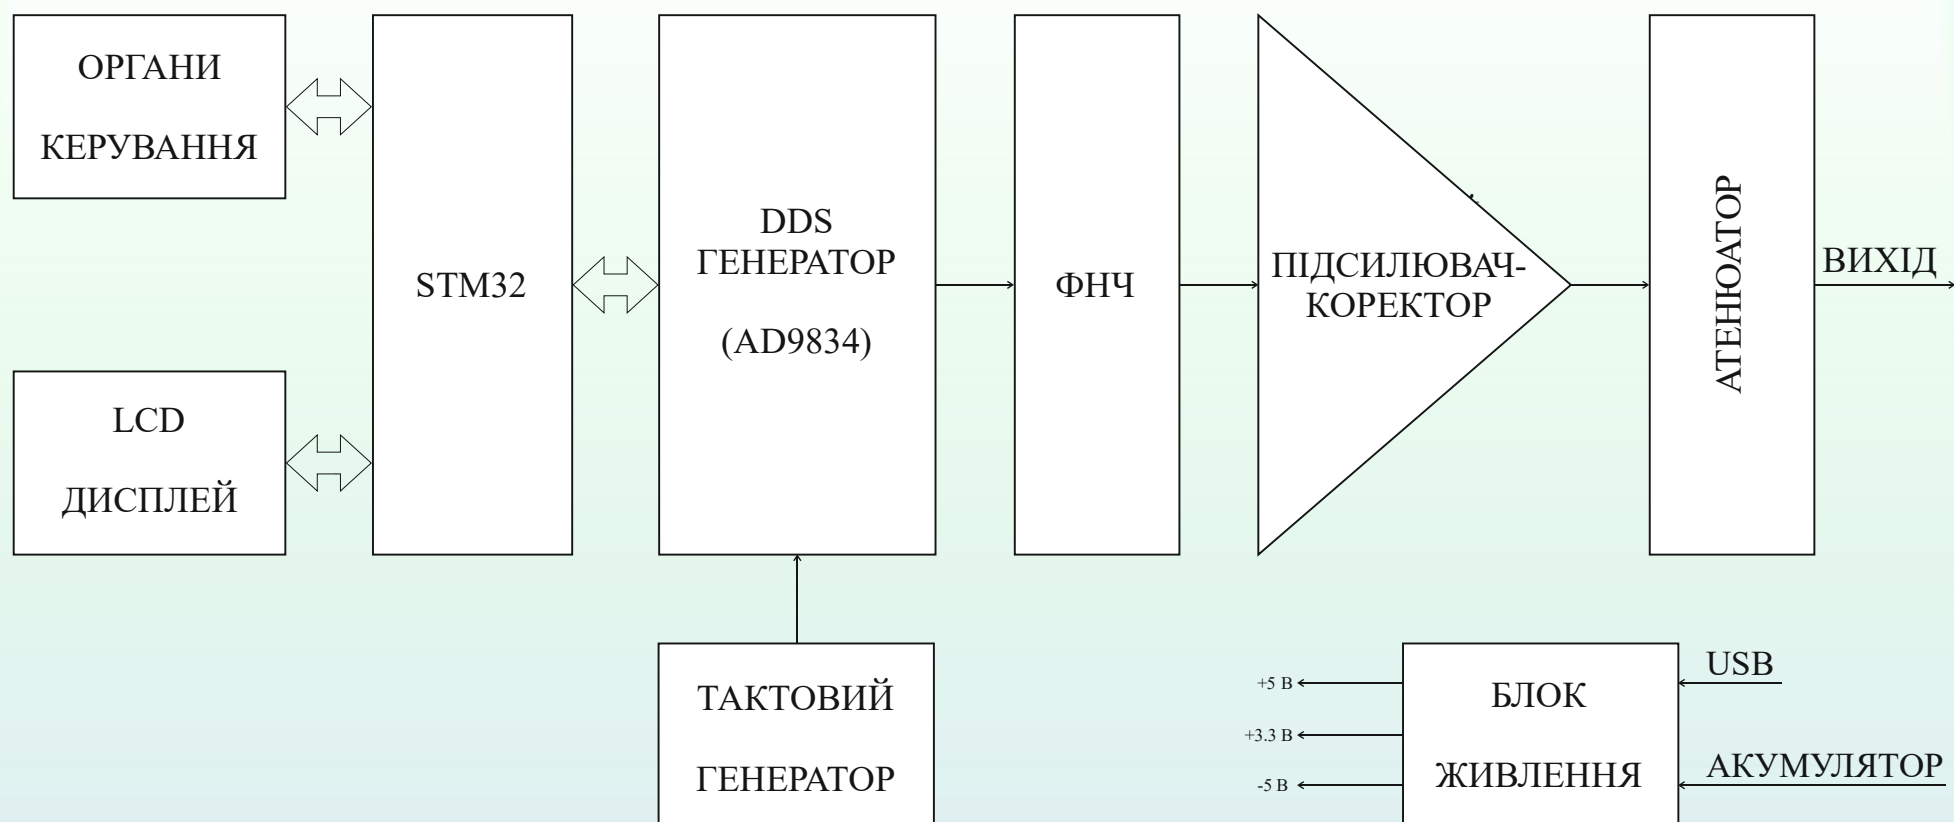 ОРГАНИ
КЕРУВАННЯ
LCD
ДИСПЛЕЙ
STM32
DDS
ГЕНЕРАТОР
(AD9834)
ФНЧ
ПІДСИЛЮВАЧ-
КОРЕКТОР
АТЕНЮАТОР
ВИХІД
ТАКТОВИЙ
ГЕНЕРАТОР
+5 В
+3.3 В
-5 В
БЛОК
ЖИВЛЕННЯ
USB
АКУМУЛЯТОР